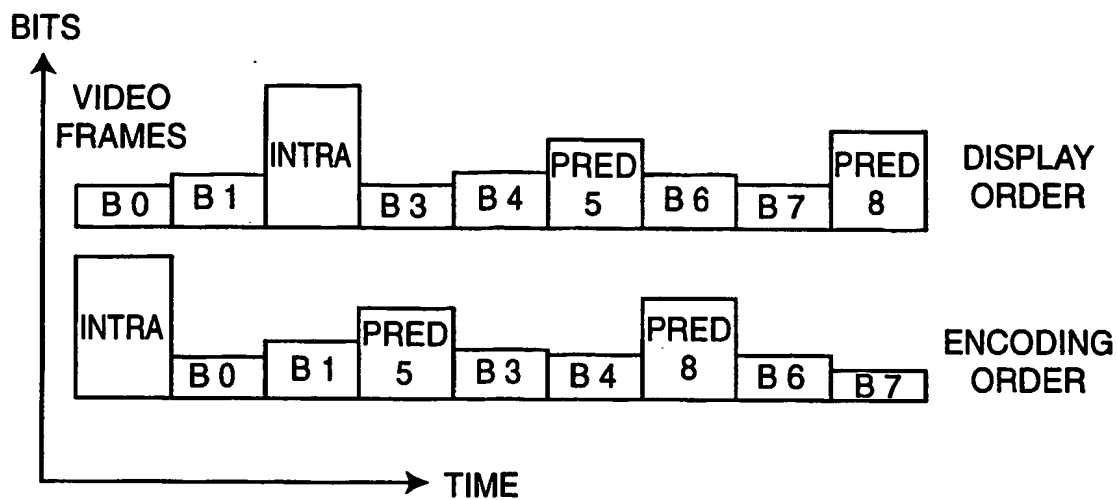 BITS
VIDEO
FRAMES
B 0
B 1
INTRA
B 3
B 4
PRED
5
B 6
B 7
PRED
8
DISPLAY
ORDER
INTRA
B 0
B 1
PRED
5
B 3
B 4
PRED
8
B 6
B 7
ENCODING
ORDER
TIME